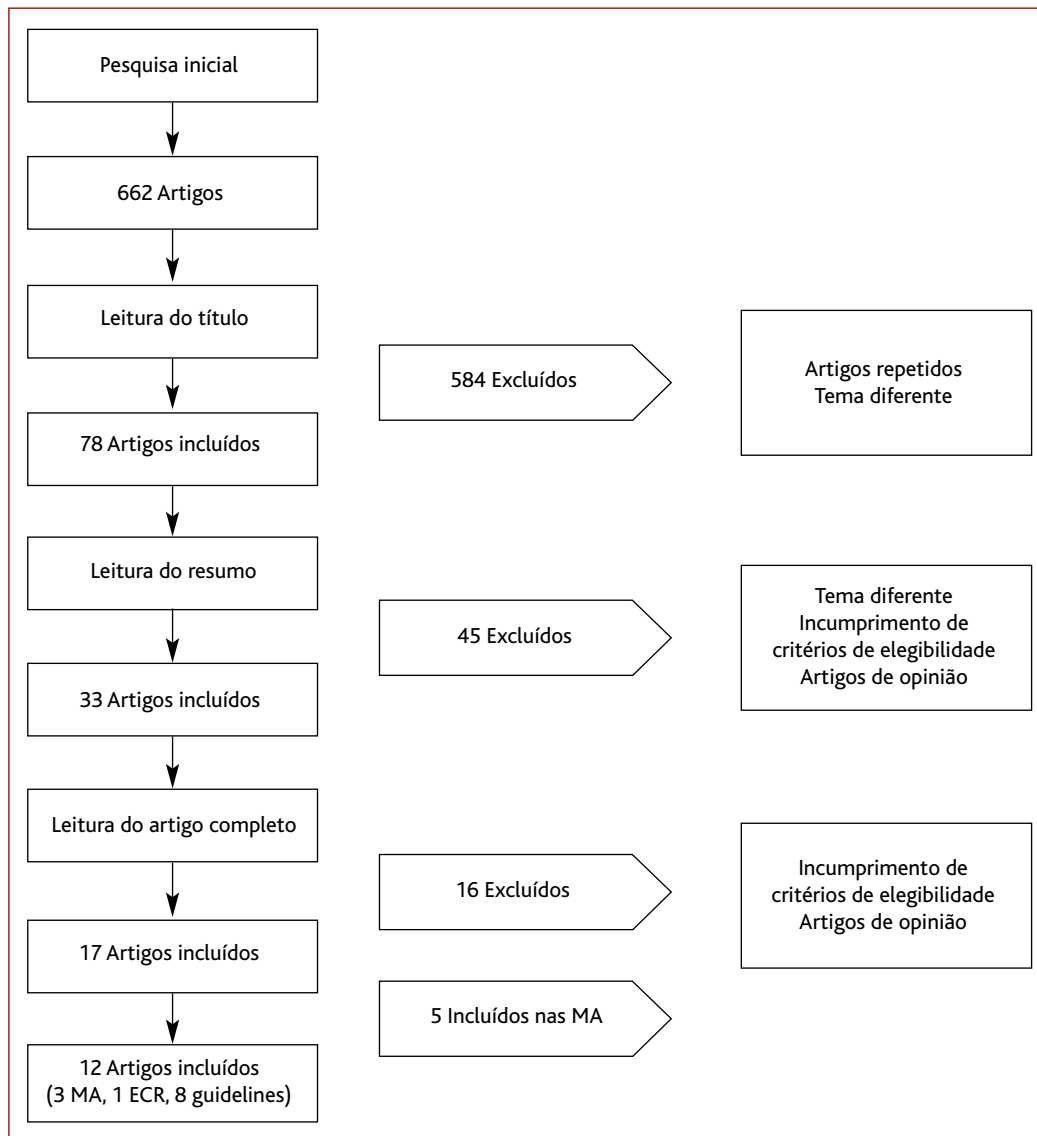 Pesquisa inicial
662 Artigos
Leitura do título
584 Excluídos
Artigos repetidos
Tema diferente
78 Artigos incluídos
Leitura do resumo
45 Excluídos
Tema diferente
Incumprimento de
critérios de elegibilidade
Artigos de opinião
33 Artigos incluídos
Leitura do artigo completo
16 Excluídos
Incumprimento de
critérios de elegibilidade
Artigos de opinião
17 Artigos incluídos
5 Incluídos nas MA
12 Artigos incluídos
(3 MA, 1 ECR, 8 guidelines)